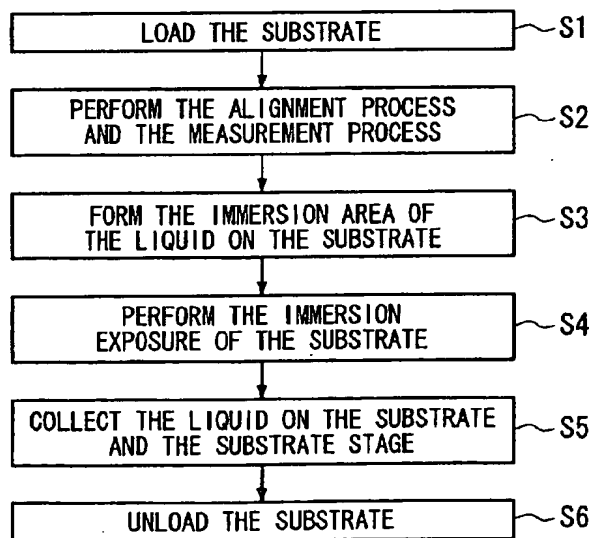 LOAD THE SUBSTRATE
S1
PERFORM THE ALIGNMENT PROCESS
AND THE MEASUREMENT PROCESS
S2
FORM THE IMMERSION AREA OF
THE LIQUID ON THE SUBSTRATE
S3
PERFORM THE IMMERSION
EXPOSURE OF THE SUBSTRATE
S4
COLLECT THE LIQUID ON THE SUBSTRATE
AND THE SUBSTRATE STAGE
S5
UNLOAD THE SUBSTRATE
S6